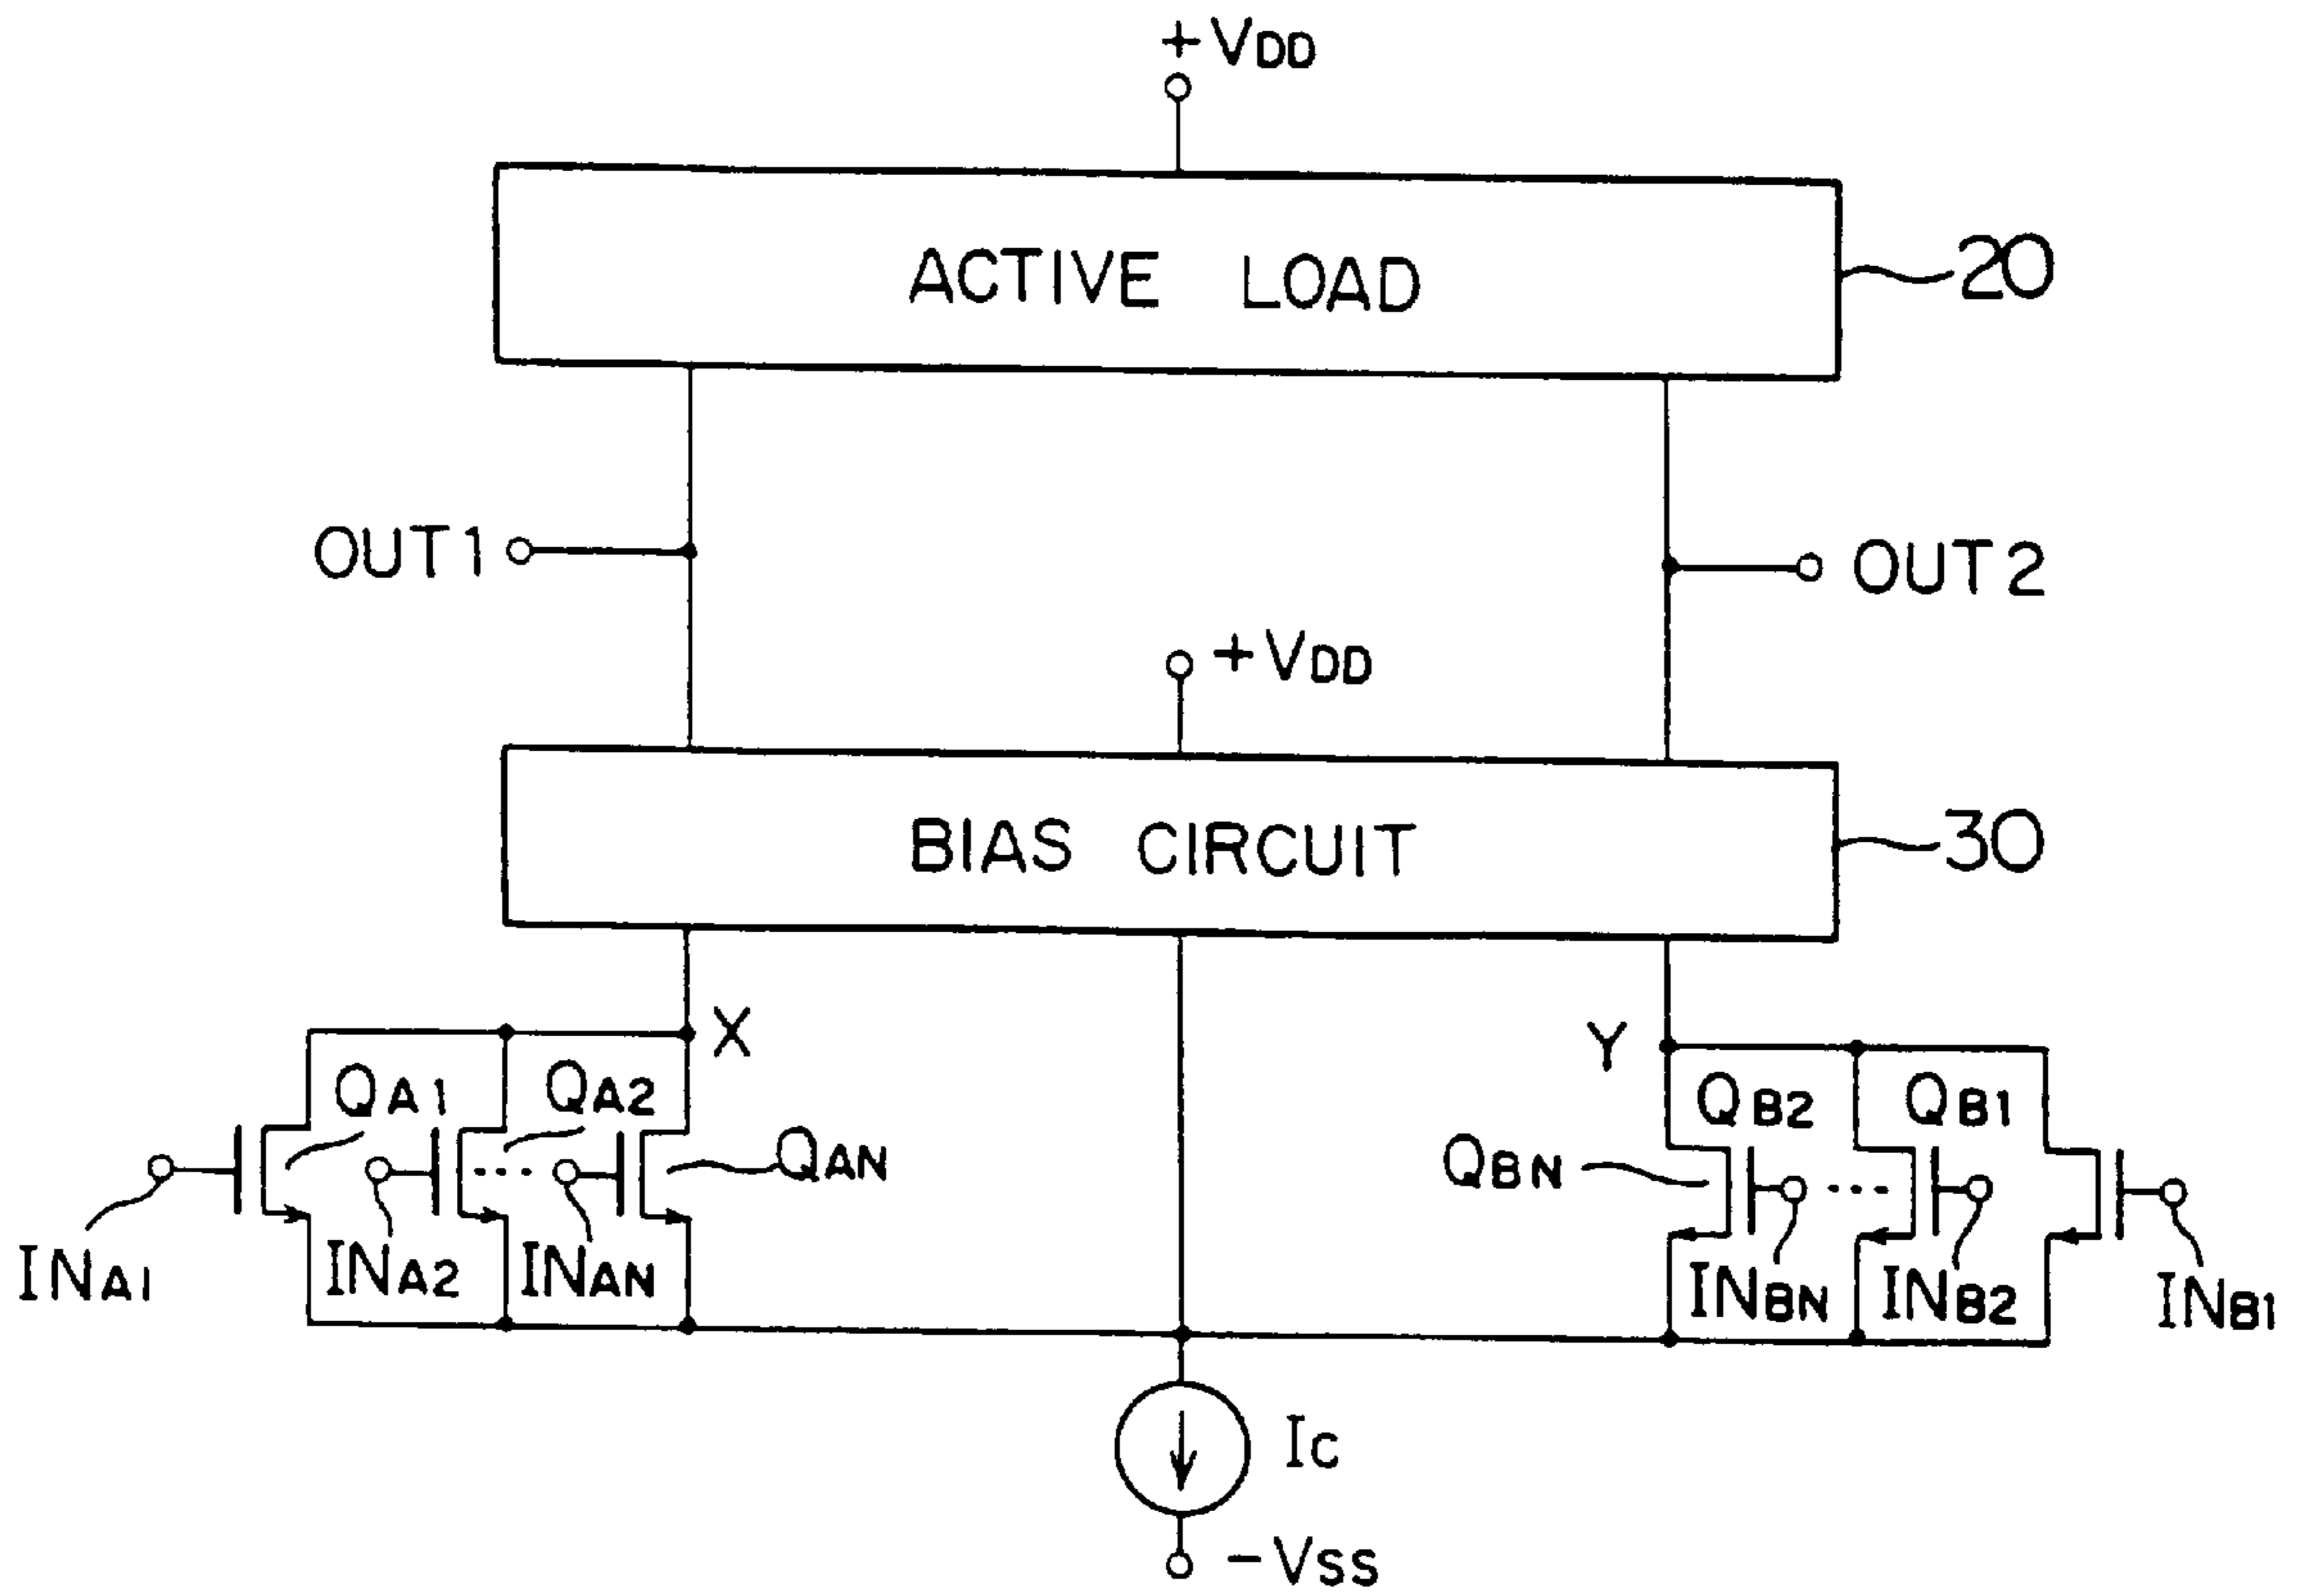 +VDD
ACTIVE LOAD
20
OUT1
OUT2
+VDD
BIAS CIRCUIT
30
X
Y
QA1
QA2
QAN
QBN
QB2
QB1
INA1
INA2
INAN
INBN
INB2
INB1
IC
-VSS